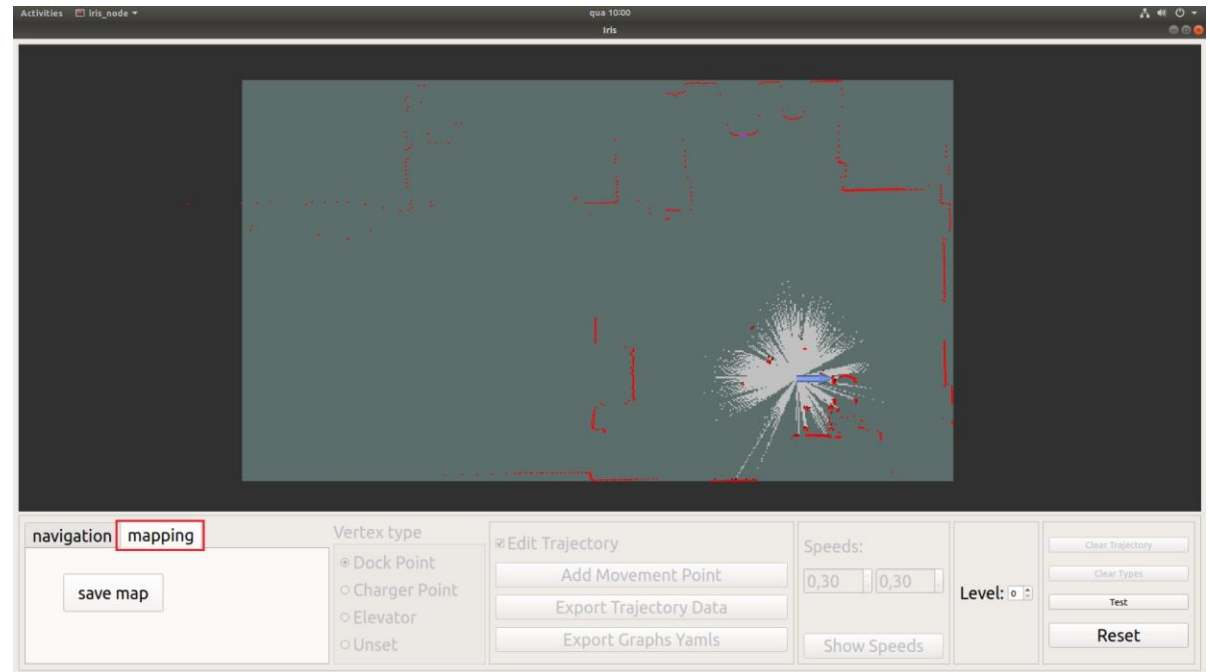 Activities iris_node qua 10:00
Iris
navigation mapping
save map
Vertex type
Dock Point
Charger Point
Elevator
Unset
Edit Trajectory
Add Movement Point
Export Trajectory Data
Export Graphs Yamls
Speeds:
0,30 0,30
Show Speeds
Level: 0
Clear Trajectory
Clear Types
Test
Reset